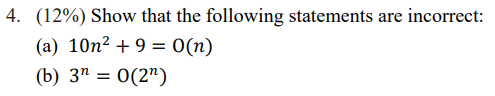 4. (12%) Show that the following statements are incorrect:
(a) 10n² + 9 = O(n)
(b) 3ⁿ = O(2ⁿ)